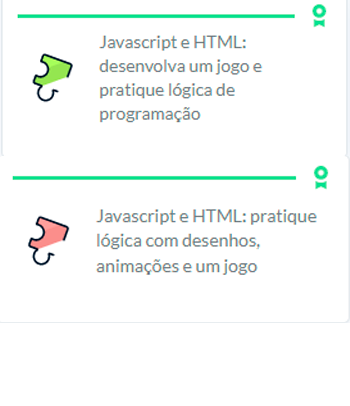 Javascript e HTML:
desenvolva um jogo e
pratique lógica de
programação
Javascript e HTML: pratique
lógica com desenhos,
animações e um jogo